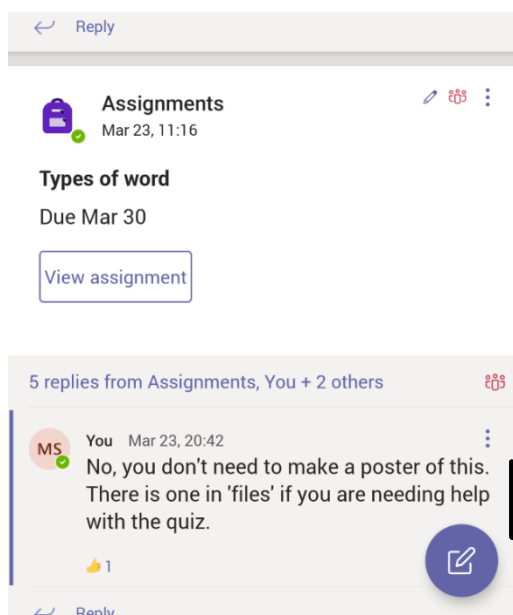 Reply
Assignments
Mar 23, 11:16
Types of word
Due Mar 30
View assignment
5 replies from Assignments, You + 2 others
MS
You Mar 23, 20:42
No, you don't need to make a poster of this.
There is one in 'files' if you are needing help
with the quiz.
👍 1
Reply